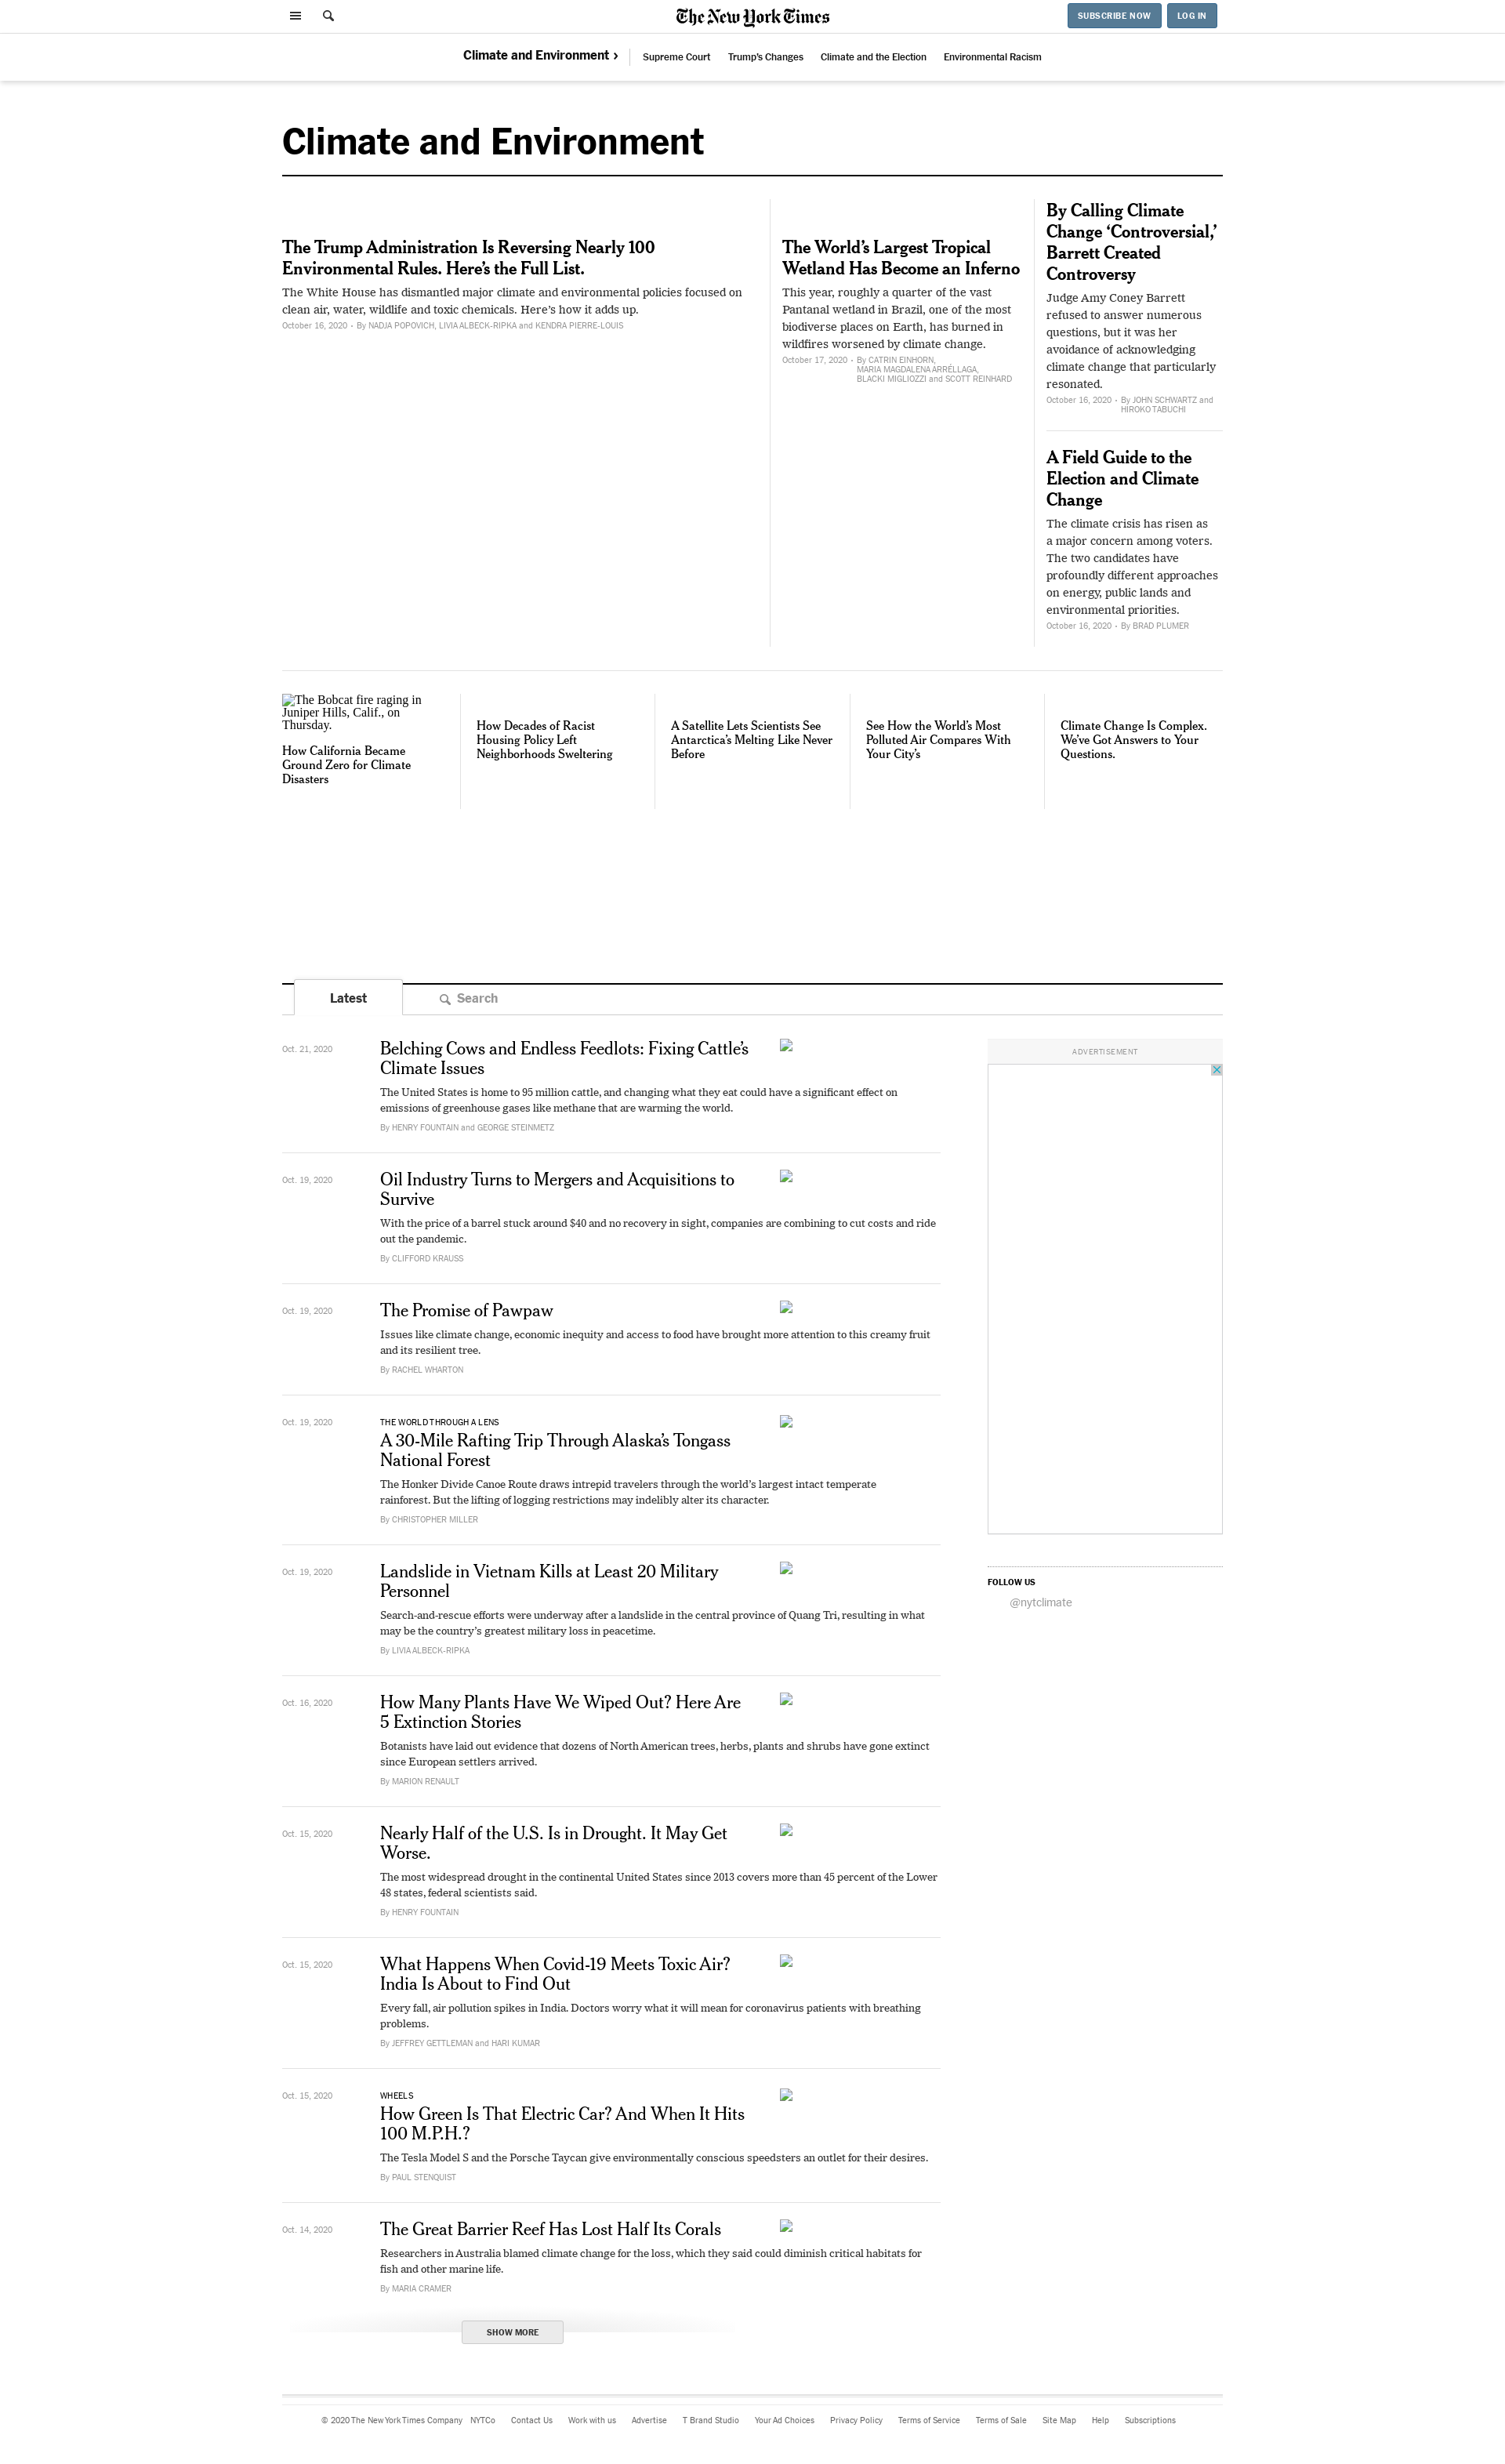 The New York Times
SUBSCRIBE NOW
LOG IN
Climate and Environment ›
Supreme Court
Trump's Changes
Climate and the Election
Environmental Racism
Climate and Environment
The Trump Administration Is Reversing Nearly 100
Environmental Rules. Here's the Full List.
The White House has dismantled major climate and environmental policies focused on
clean air, water, wildlife and toxic chemicals. Here's how it adds up.
October 16, 2020 • By NADJA POPOVICH, LIVIA ALBECK-RIPKA and KENDRA PIERRE-LOUIS
The World's Largest Tropical
Wetland Has Become an Inferno
This year, roughly a quarter of the vast
Pantanal wetland in Brazil, one of the most
biodiverse places on Earth, has burned in
wildfires worsened by climate change.
October 17, 2020 • By CATRIN EINHORN,
MARIA MAGDALENA ARRÉLLAGA,
BLACKI MIGLIOZZI and SCOTT REINHARD
By Calling Climate
Change 'Controversial,'
Barrett Created
Controversy
Judge Amy Coney Barrett
refused to answer numerous
questions, but it was her
avoidance of acknowledging
climate change that particularly
resonated.
October 16, 2020 • By JOHN SCHWARTZ and
HIROKO TABUCHI
A Field Guide to the
Election and Climate
Change
The climate crisis has risen as
a major concern among voters.
The two candidates have
profoundly different approaches
on energy, public lands and
environmental priorities.
October 16, 2020 • By BRAD PLUMER
The Bobcat fire raging in
Juniper Hills, Calif., on
Thursday.
How California Became
Ground Zero for Climate
Disasters
How Decades of Racist
Housing Policy Left
Neighborhoods Sweltering
A Satellite Lets Scientists See
Antarctica's Melting Like Never
Before
See How the World's Most
Polluted Air Compares With
Your City's
Climate Change Is Complex.
We've Got Answers to Your
Questions.
Latest
Search
ADVERTISEMENT
Oct. 21, 2020
Belching Cows and Endless Feedlots: Fixing Cattle's
Climate Issues
The United States is home to 95 million cattle, and changing what they eat could have a significant effect on
emissions of greenhouse gases like methane that are warming the world.
By HENRY FOUNTAIN and GEORGE STEINMETZ
Oct. 19, 2020
Oil Industry Turns to Mergers and Acquisitions to
Survive
With the price of a barrel stuck around $40 and no recovery in sight, companies are combining to cut costs and ride
out the pandemic.
By CLIFFORD KRAUSS
Oct. 19, 2020
The Promise of Pawpaw
Issues like climate change, economic inequity and access to food have brought more attention to this creamy fruit
and its resilient tree.
By RACHEL WHARTON
Oct. 19, 2020
THE WORLD THROUGH A LENS
A 30-Mile Rafting Trip Through Alaska's Tongass
National Forest
The Honker Divide Canoe Route draws intrepid travelers through the world's largest intact temperate
rainforest. But the lifting of logging restrictions may indelibly alter its character.
By CHRISTOPHER MILLER
Oct. 19, 2020
Landslide in Vietnam Kills at Least 20 Military
Personnel
Search-and-rescue efforts were underway after a landslide in the central province of Quang Tri, resulting in what
may be the country's greatest military loss in peacetime.
By LIVIA ALBECK-RIPKA
FOLLOW US
@nytclimate
Oct. 16, 2020
How Many Plants Have We Wiped Out? Here Are
5 Extinction Stories
Botanists have laid out evidence that dozens of North American trees, herbs, plants and shrubs have gone extinct
since European settlers arrived.
By MARION RENAULT
Oct. 15, 2020
Nearly Half of the U.S. Is in Drought. It May Get
Worse.
The most widespread drought in the continental United States since 2013 covers more than 45 percent of the Lower
48 states, federal scientists said.
By HENRY FOUNTAIN
Oct. 15, 2020
What Happens When Covid-19 Meets Toxic Air?
India Is About to Find Out
Every fall, air pollution spikes in India. Doctors worry what it will mean for coronavirus patients with breathing
problems.
By JEFFREY GETTLEMAN and HARI KUMAR
Oct. 15, 2020
WHEELS
How Green Is That Electric Car? And When It Hits
100 M.P.H.?
The Tesla Model S and the Porsche Taycan give environmentally conscious speedsters an outlet for their desires.
By PAUL STENQUIST
Oct. 14, 2020
The Great Barrier Reef Has Lost Half Its Corals
Researchers in Australia blamed climate change for the loss, which they said could diminish critical habitats for
fish and other marine life.
By MARIA CRAMER
SHOW MORE
© 2020 The New York Times Company
NYTCo
Contact Us
Work with us
Advertise
T Brand Studio
Your Ad Choices
Privacy Policy
Terms of Service
Terms of Sale
Site Map
Help
Subscriptions